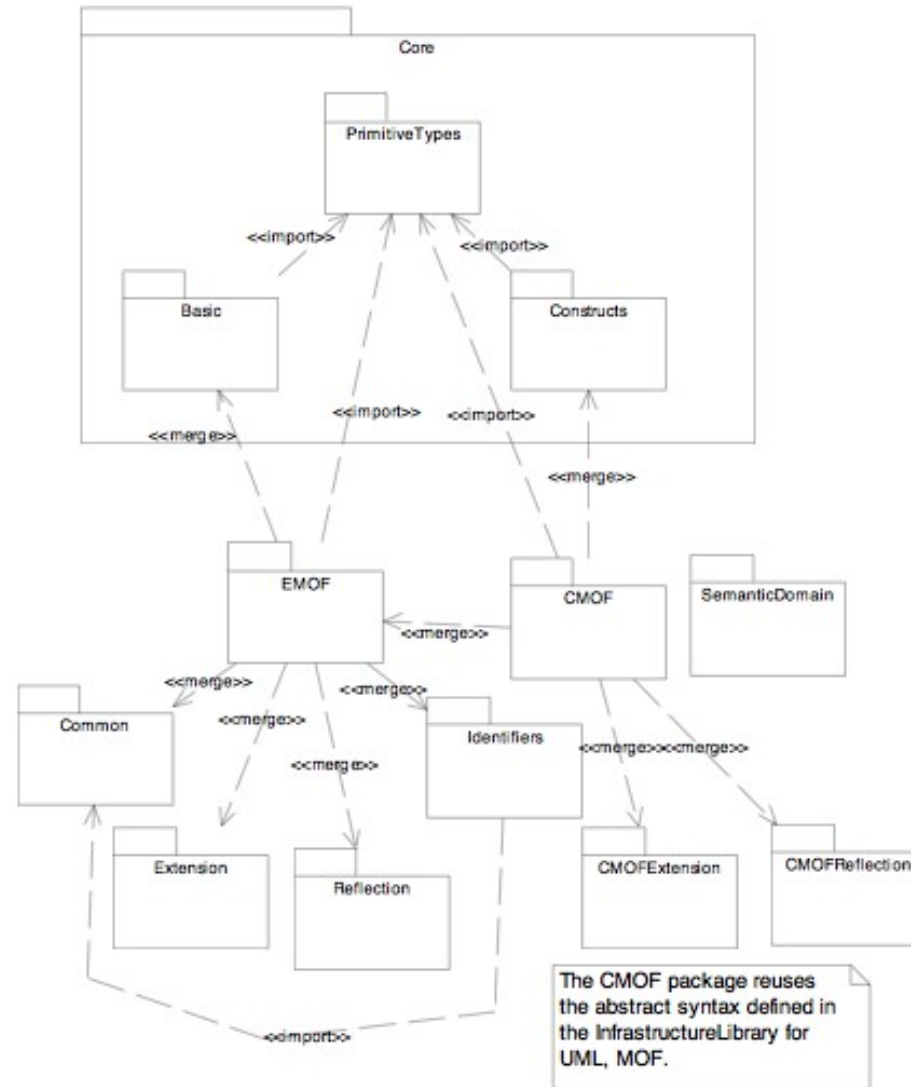 Core
PrimitiveTypes
<<import>>
<<import>>
Basic
Constructs
<<import>>
<<import>>
<<merge>>
<<merge>>
EMOF
CMOF
SemanticDomain
<<merge>>
<<merge>>
<<merge>>
<<merge>>
<<merge>>
Common
Identifiers
<<merge>>
<<merge>>
Extension
Reflection
CMOFExtension
CMOFReflection
The CMOF package reuses
the abstract syntax defined in
the InfrastructureLibrary for
UML, MOF.
<<import>>